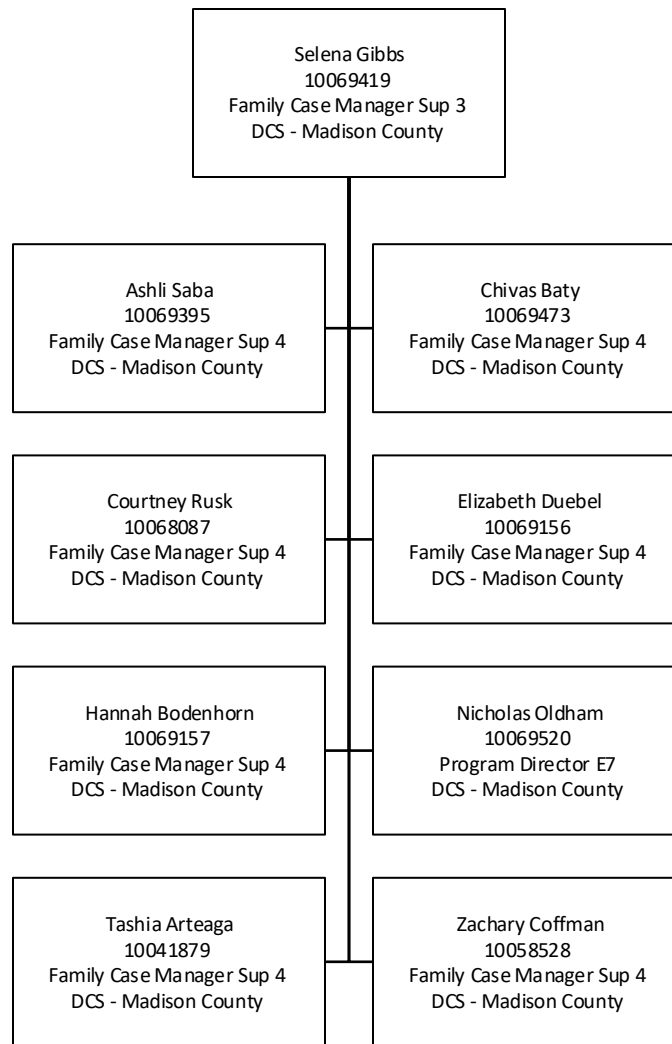 Selena Gibbs
10069419
Family Case Manager Sup 3
DCS - Madison County
Ashli Saba
10069395
Family Case Manager Sup 4
DCS - Madison County
Chivas Baty
10069473
Family Case Manager Sup 4
DCS - Madison County
Courtney Rusk
10068087
Family Case Manager Sup 4
DCS - Madison County
Elizabeth Duebel
10069156
Family Case Manager Sup 4
DCS - Madison County
Hannah Bodenhorn
10069157
Family Case Manager Sup 4
DCS - Madison County
Nicholas Oldham
10069520
Program Director E7
DCS - Madison County
Tashia Arteaga
10041879
Family Case Manager Sup 4
DCS - Madison County
Zachary Coffman
10058528
Family Case Manager Sup 4
DCS - Madison County